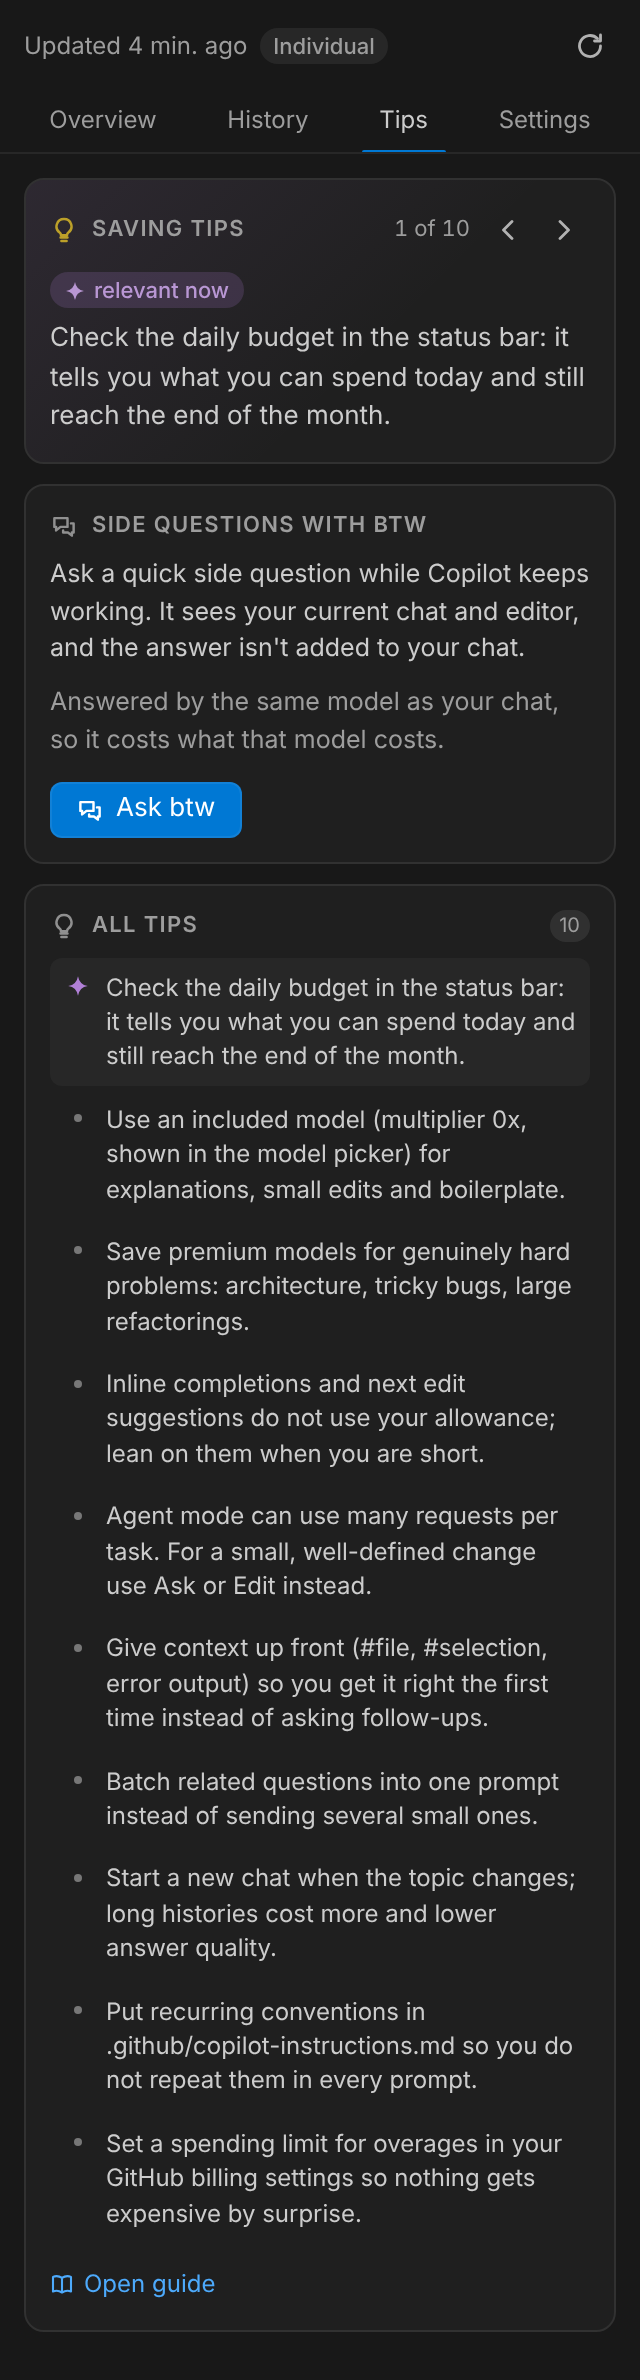 Updated 4 min. ago Individual
Overview History Tips Settings
SAVING TIPS 1 of 10
relevant now
Check the daily budget in the status bar: it
tells you what you can spend today and still
reach the end of the month.
SIDE QUESTIONS WITH BTW
Ask a quick side question while Copilot keeps
working. It sees your current chat and editor,
and the answer isn't added to your chat.
Answered by the same model as your chat,
so it costs what that model costs.
Ask btw
ALL TIPS 10
Check the daily budget in the status bar:
it tells you what you can spend today and
still reach the end of the month.
Use an included model (multiplier 0x,
shown in the model picker) for
explanations, small edits and boilerplate.
Save premium models for genuinely hard
problems: architecture, tricky bugs, large
refactorings.
Inline completions and next edit
suggestions do not use your allowance;
lean on them when you are short.
Agent mode can use many requests per
task. For a small, well-defined change
use Ask or Edit instead.
Give context up front (#file, #selection,
error output) so you get it right the first
time instead of asking follow-ups.
Batch related questions into one prompt
instead of sending several small ones.
Start a new chat when the topic changes;
long histories cost more and lower
answer quality.
Put recurring conventions in
.github/copilot-instructions.md so you do
not repeat them in every prompt.
Set a spending limit for overages in your
GitHub billing settings so nothing gets
expensive by surprise.
Open guide